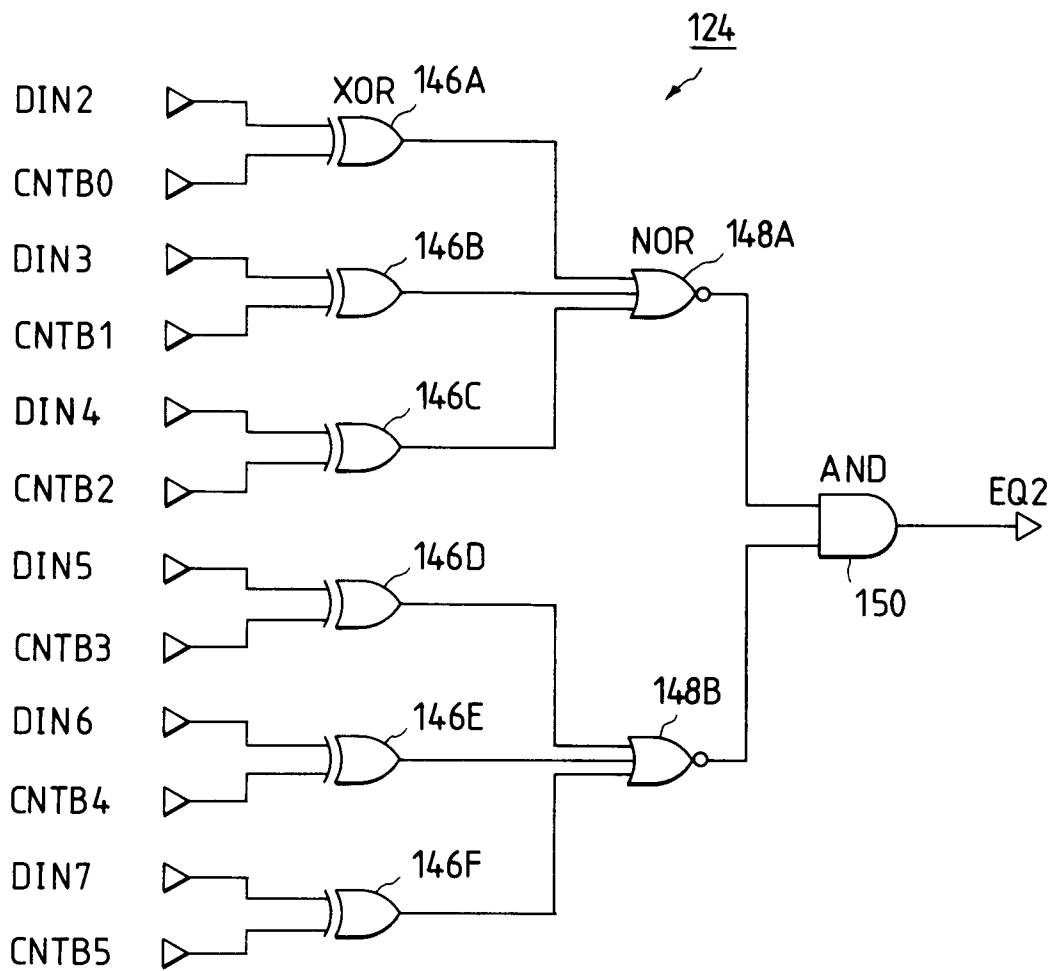 124
DIN2
XOR
146A
CNTB0
DIN3
146B
NOR
148A
CNTB1
DIN4
146C
CNTB2
AND
EQ2
DIN5
146D
150
CNTB3
DIN6
146E
148B
CNTB4
DIN7
146F
CNTB5